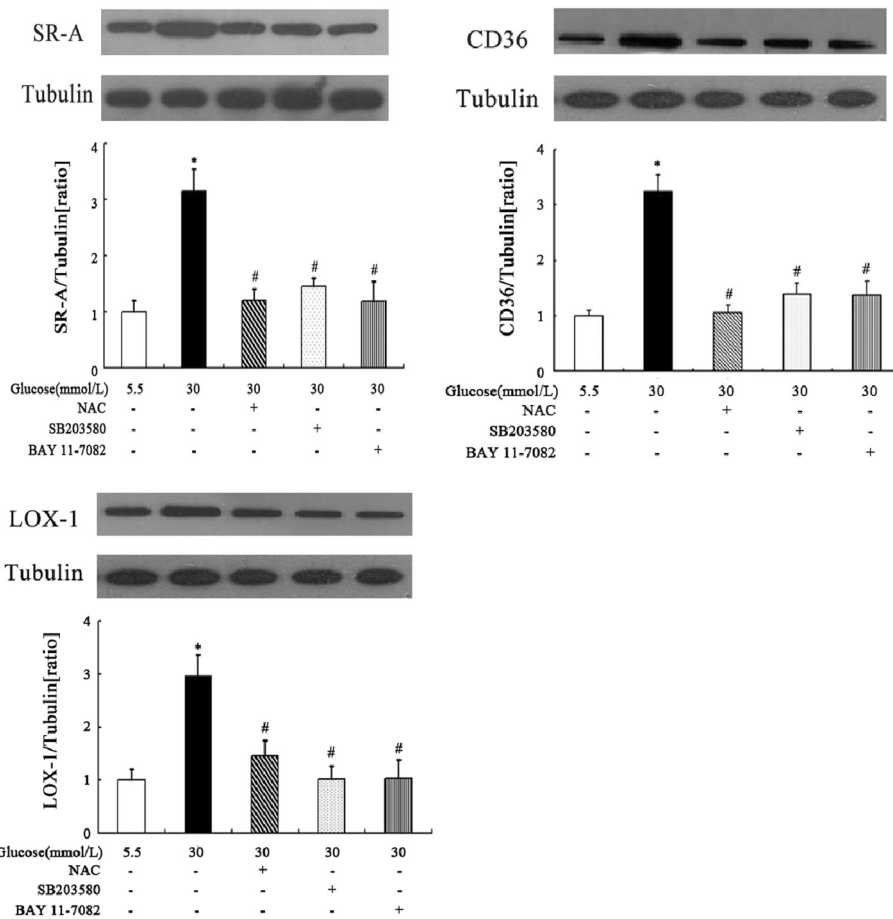 SR-A
Tubulin
SR-A/Tubulin[ratio]
4
3
2
1
0
*
#
#
#
Glucose(mmol/L) 5.5 30 30 30 30
NAC - - + - -
SB203580 - - - + -
BAY 11-7082 - - - - +
CD36
Tubulin
CD36/Tubulin[ratio]
4
3
2
1
0
*
#
#
#
Glucose(mmol/L) 5.5 30 30 30 30
NAC - - + - -
SB203580 - - - + -
BAY 11-7082 - - - - +
LOX-1
Tubulin
LOX-1/Tubulin[ratio]
4
3
2
1
0
*
#
#
#
Glucose(mmol/L) 5.5 30 30 30 30
NAC - - + - -
SB203580 - - - + -
BAY 11-7082 - - - - +